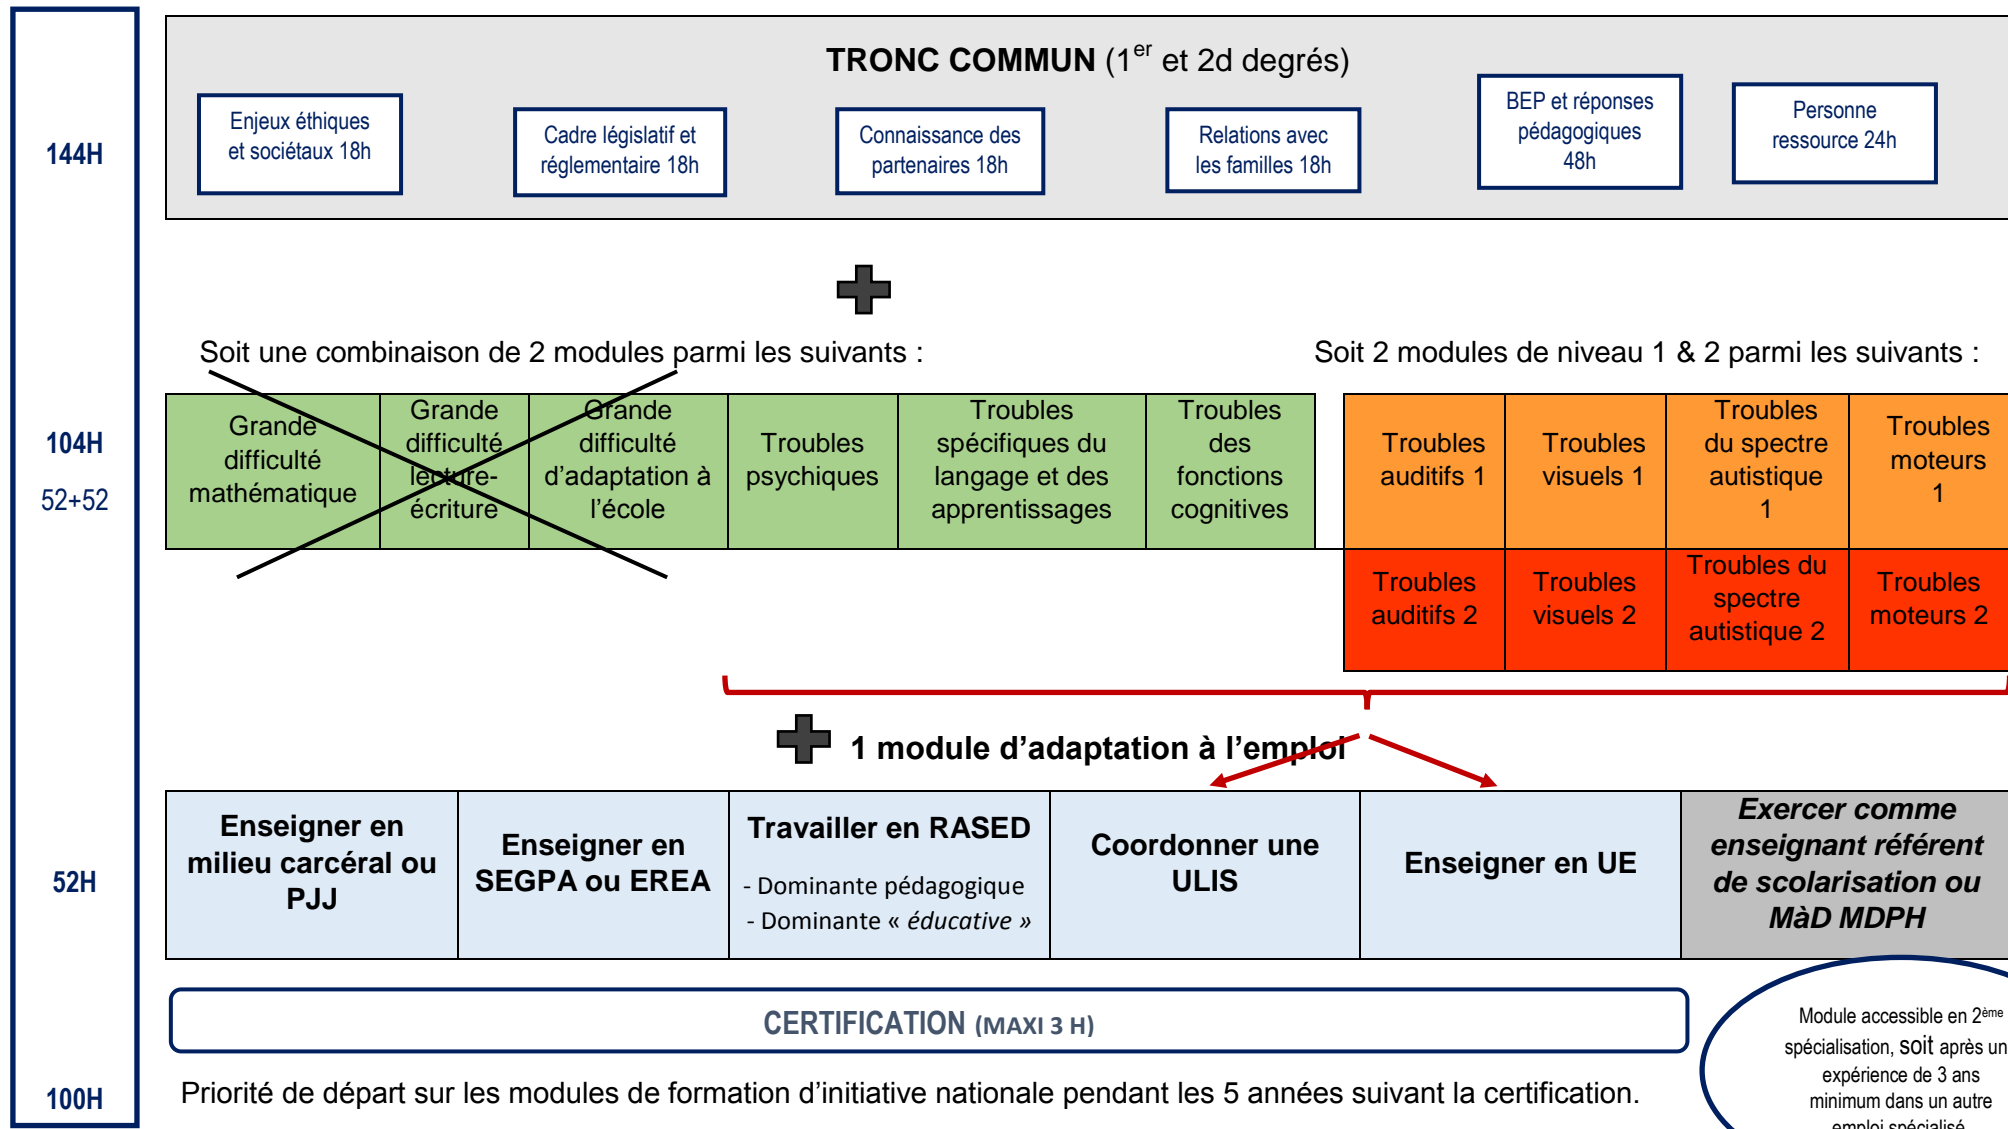 TRONC COMMUN (1er et 2d degrés)
144H
Enjeux éthiques
et sociétaux 18h
Cadre législatif et
réglementaire 18h
Connaissance des
partenaires 18h
Relations avec
les familles 18h
BEP et réponses
pédagogiques
48h
Personne
ressource 24h
Soit une combinaison de 2 modules parmi les suivants :
Soit 2 modules de niveau 1 & 2 parmi les suivants :
104H
52+52
Grande
difficulté
mathématique
Grande
difficulté
lecture-
écriture
Grande
difficulté
d’adaptation à
l’école
Troubles
psychiques
Troubles
spécifiques du
langage et des
apprentissages
Troubles
des
fonctions
cognitives
Troubles
auditifs 1
Troubles
visuels 1
Troubles
du spectre
autistique
1
Troubles
moteurs
1
Troubles
auditifs 2
Troubles
visuels 2
Troubles du
spectre
autistique 2
Troubles
moteurs 2
1 module d’adaptation à l’emploi
52H
Enseigner en
milieu carcéral ou
PJJ
Enseigner en
SEGPA ou EREA
Travailler en RASED
- Dominante pédagogique
- Dominante « éducative »
Coordonner une
ULIS
Enseigner en UE
Exercer comme
enseignant référent
de scolarisation ou
MàD MDPH
CERTIFICATION (MAXI 3 H)
Module accessible en 2ème
spécialisation, soit après un
expérience de 3 ans
minimum dans un autre
emploi spécialisé
100H
Priorité de départ sur les modules de formation d’initiative nationale pendant les 5 années suivant la certification.